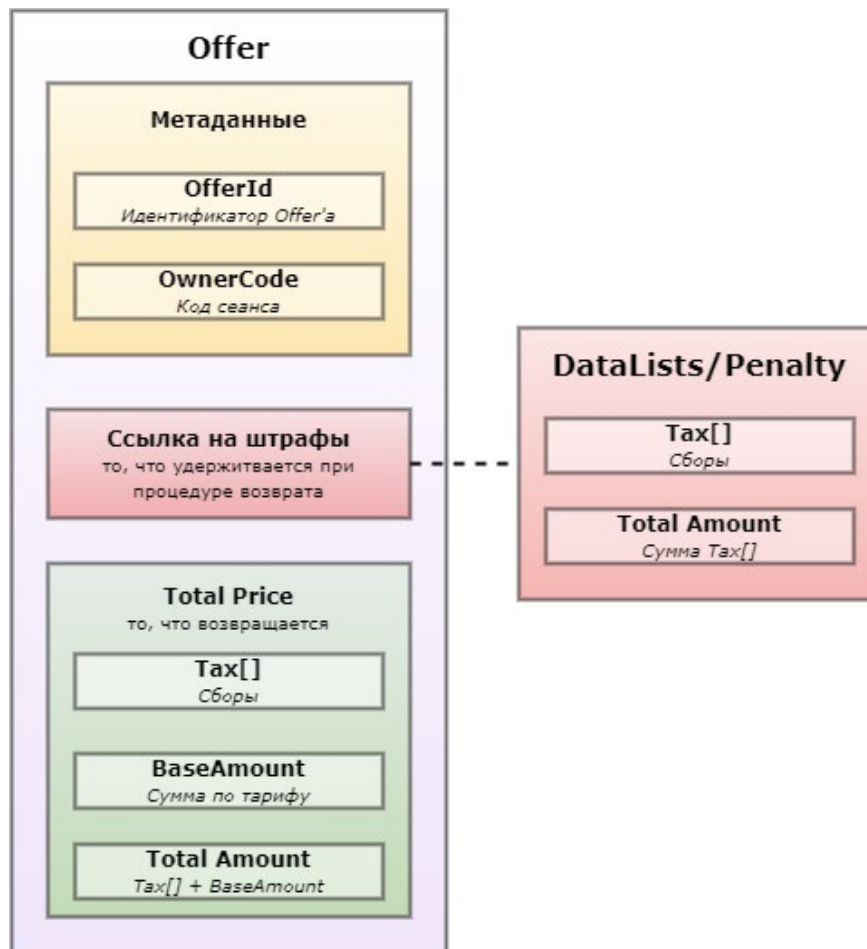 Offer
Метаданные
OfferId
Идентификатор Offer'а
OwnerCode
Код сеанса
Ссылка на штрафы
то, что удержитвается при
процедуре возврата
Total Price
то, что возвращается
Tax[]
Сборы
BaseAmount
Сумма по тарифу
Total Amount
Tax[] + BaseAmount
DataLists/Penalty
Tax[]
Сборы
Total Amount
Сумма Tax[]